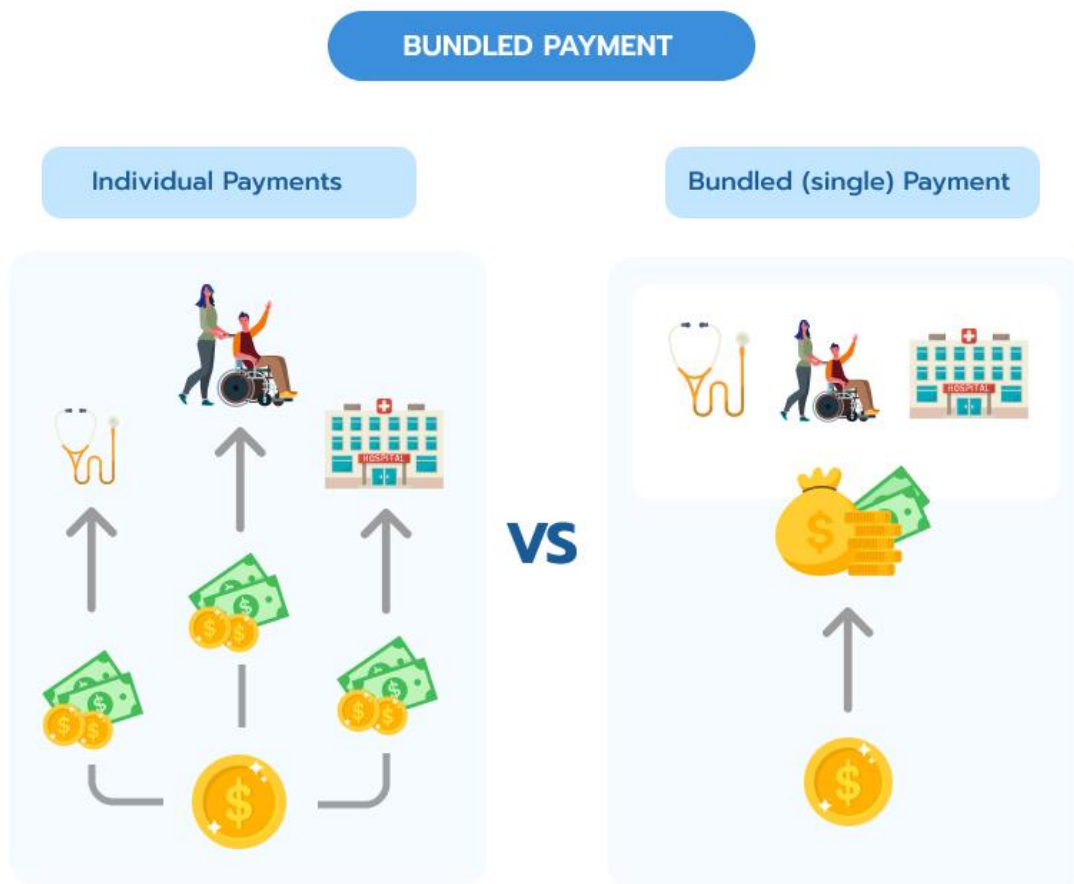 BUNDLED PAYMENT
Individual Payments
Bundled (single) Payment
HOSPITAL
HOSPITAL
VS
$
$
$
$
$
$
$
$
$
$
$
$